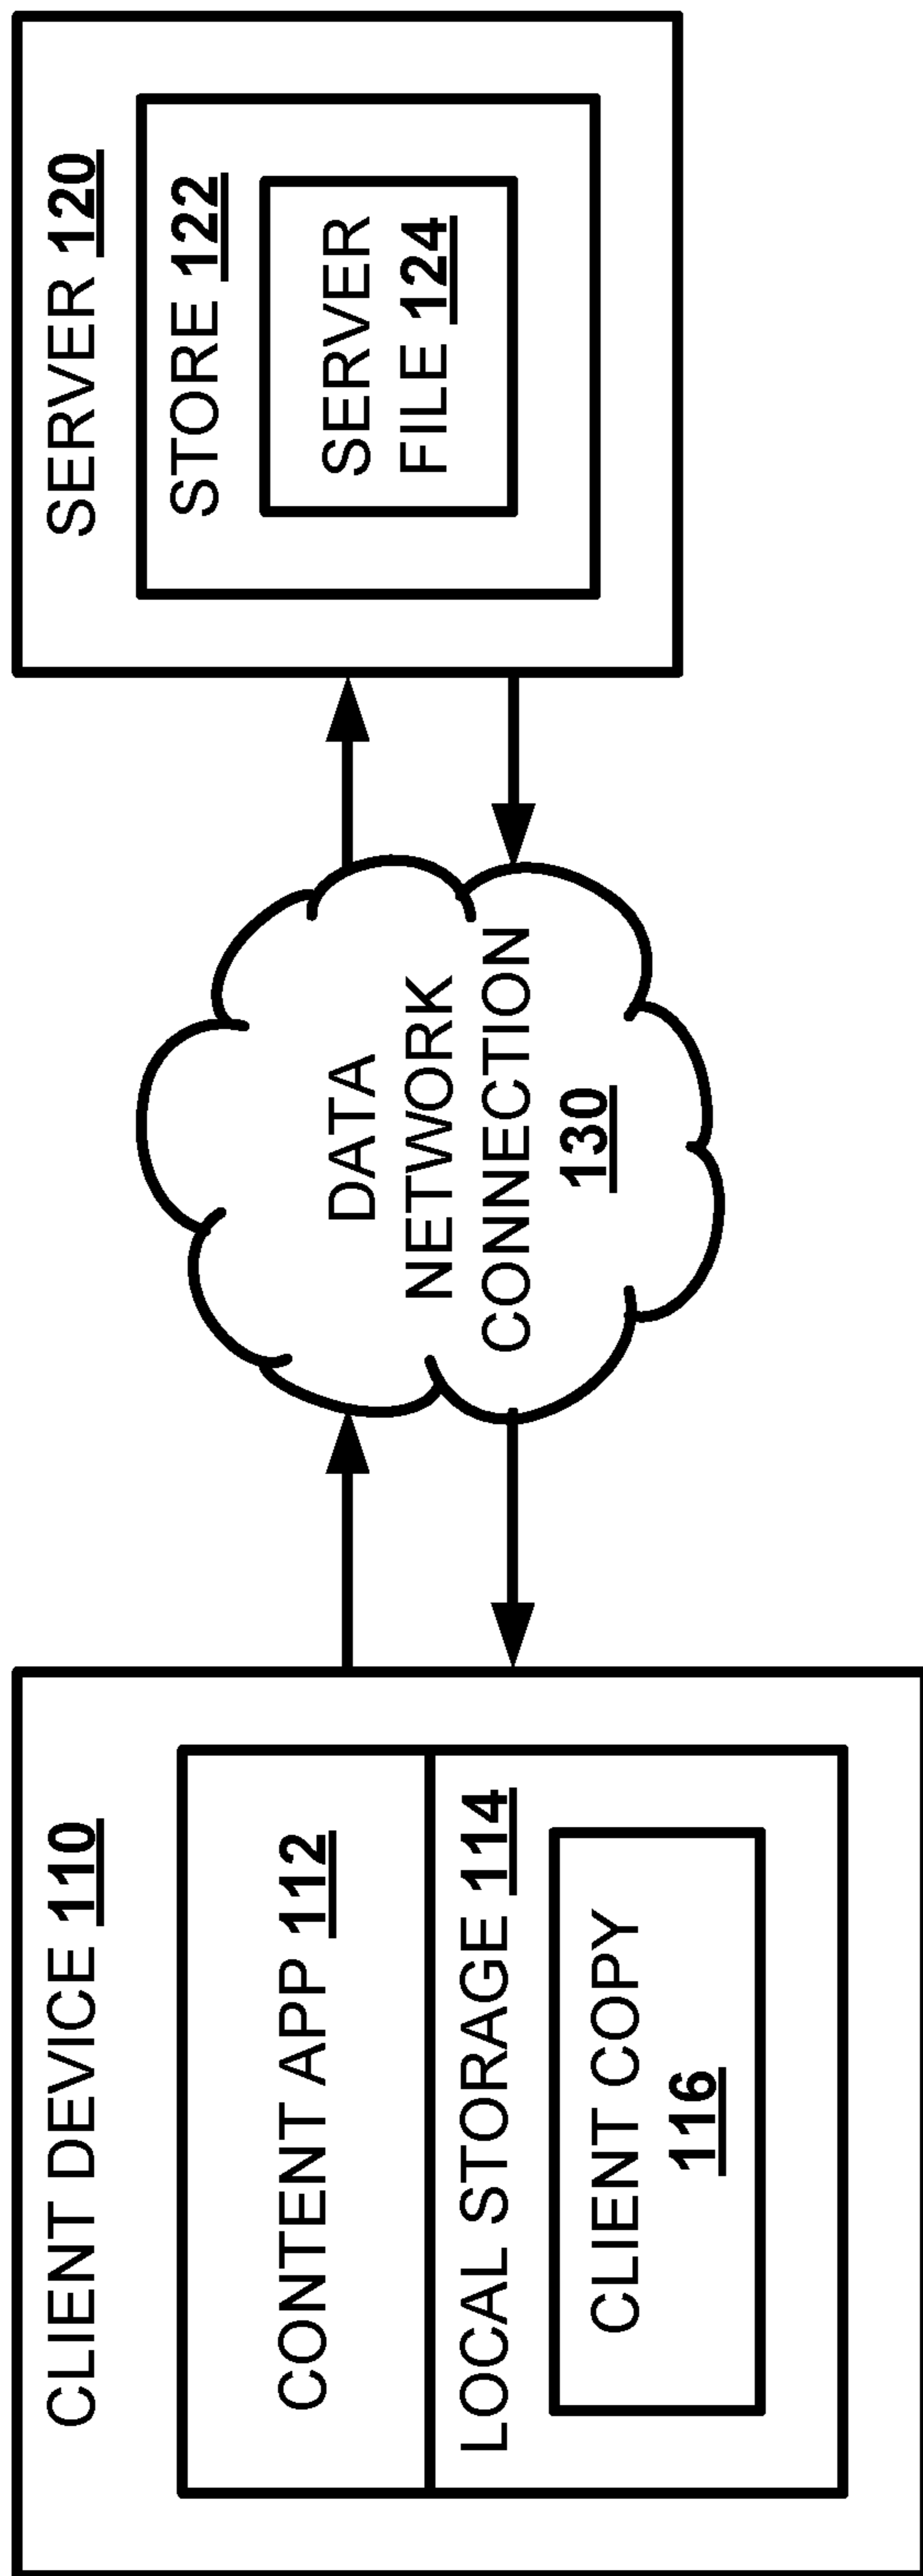 CLIENT DEVICE 110
CONTENT APP 112
LOCAL STORAGE 114
CLIENT COPY
116
DATA
NETWORK
CONNECTION
130
SERVER 120
STORE 122
SERVER
FILE 124